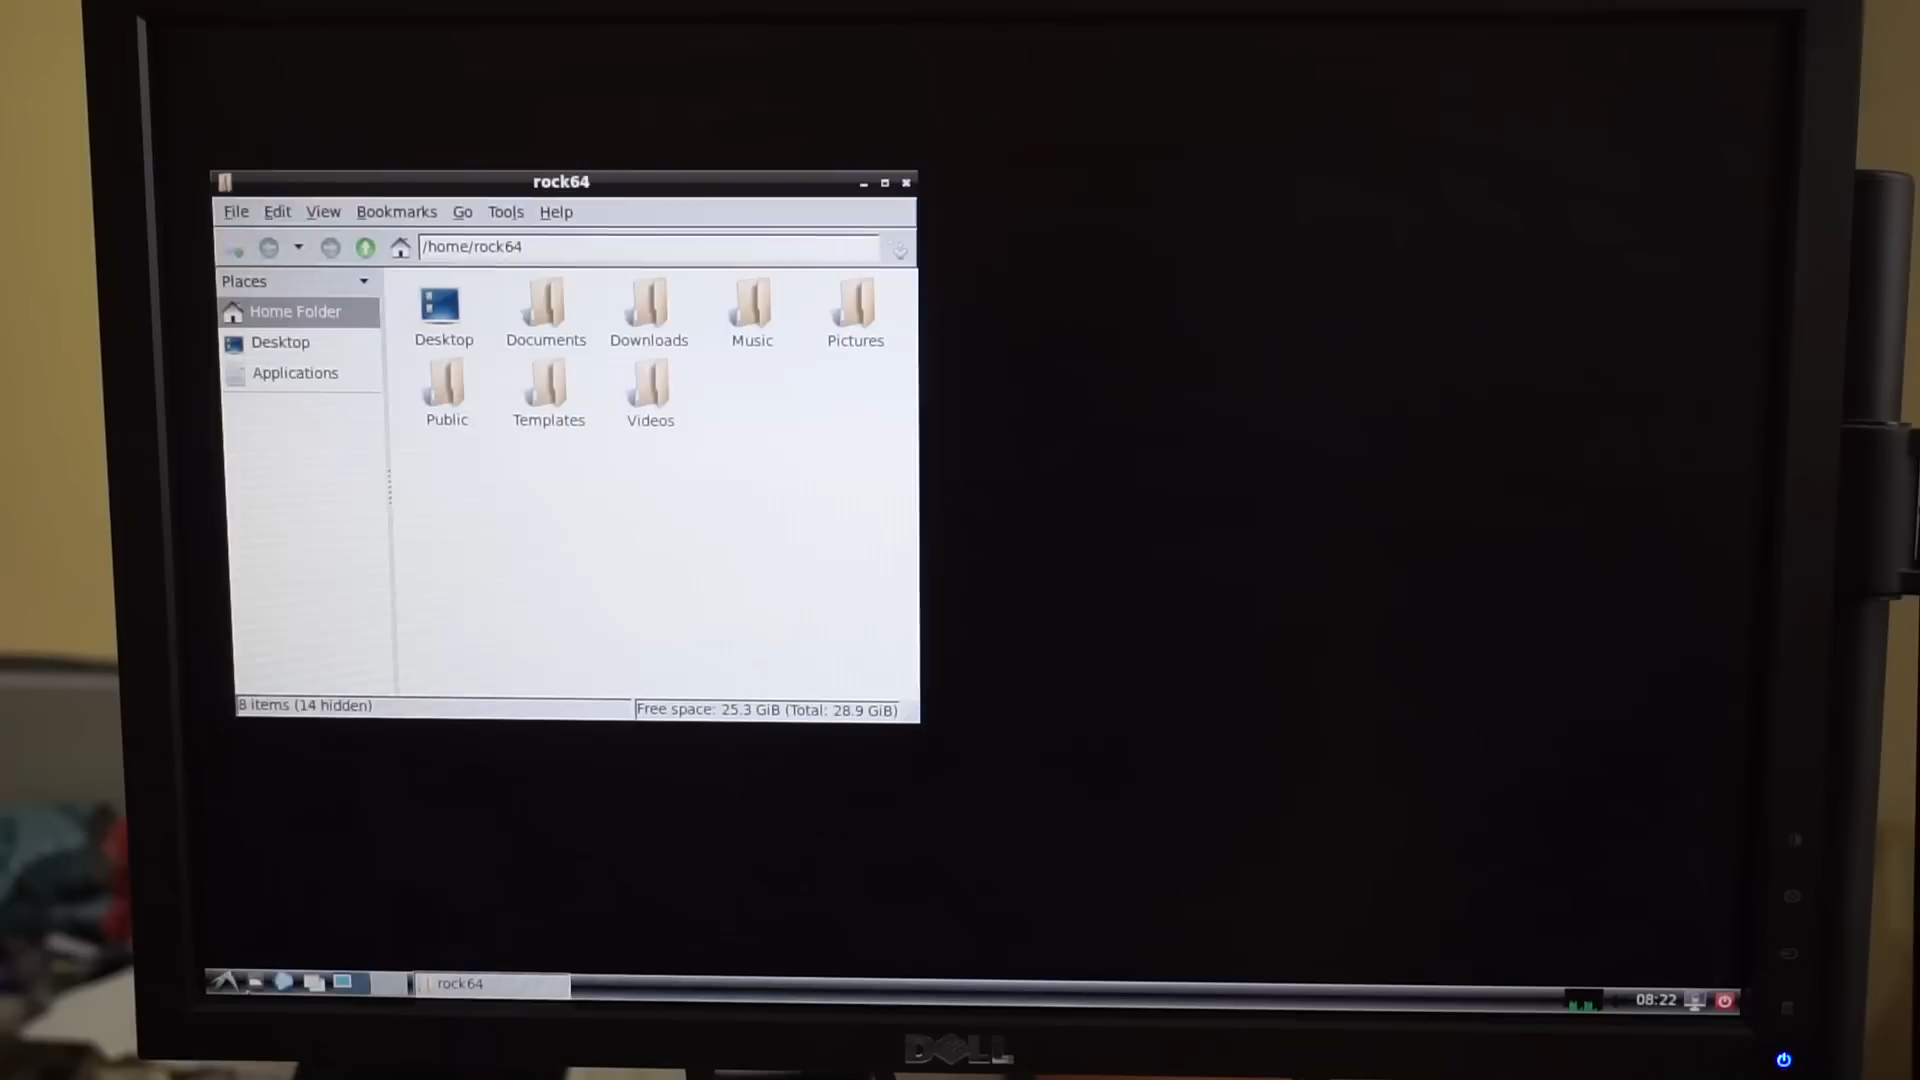 rock64
File Edit View Bookmarks Go Tools Help
/home/rock64
Places
Home Folder
Desktop
Applications
Desktop Documents Downloads Music Pictures
Public Templates Videos
8 items (14 hidden)
Free space: 25.3 GiB (Total: 28.9 GiB)
rock64
08:22
DELL